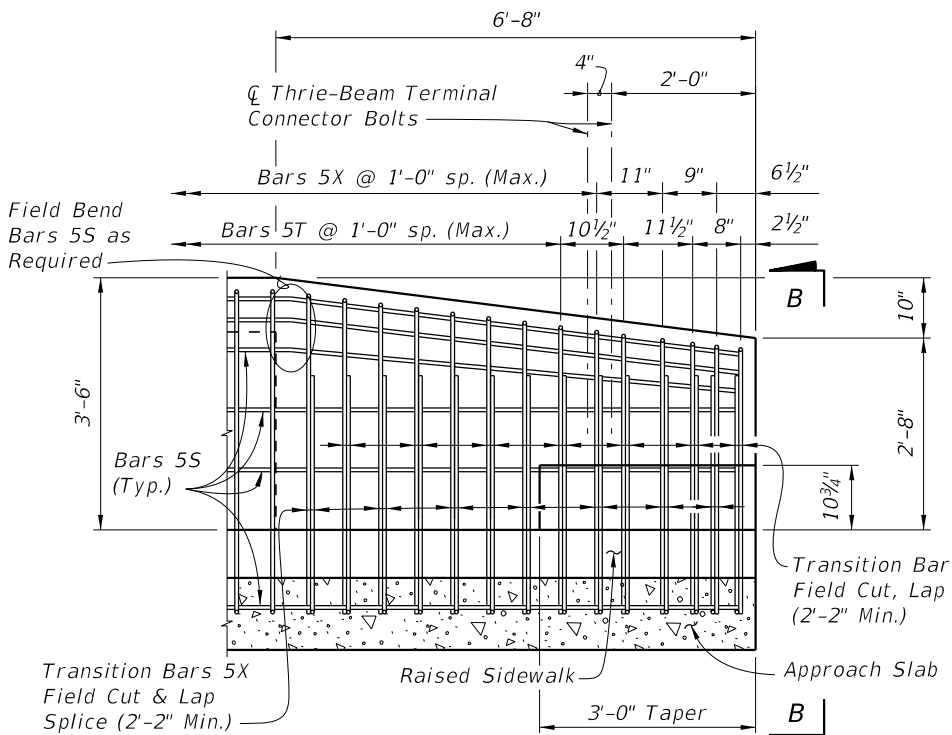 6'-8"
4"
2'-0"
℄ Thrie-Beam Terminal
Connector Bolts
Bars 5X @ 1'-0" sp. (Max.)
11"
9"
6½"
Field Bend
Bars 5S as
Required
Bars 5T @ 1'-0" sp. (Max.)
10½"
11½"
8"
2½"
B
10"
3'-6"
2'-8"
Bars 5S
(Typ.)
10¾"
Transition Bar
Field Cut, Lap
(2'-2" Min.)
Transition Bars 5X
Field Cut & Lap
Splice (2'-2" Min.)
Raised Sidewalk
Approach Slab
3'-0" Taper
B